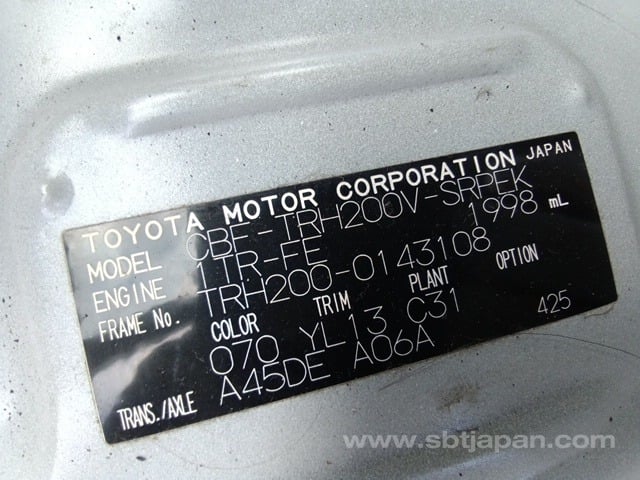 TOYOTA MOTOR CORPORATION JAPAN
MODEL CBF-TRH200V-SRPEK
ENGINE 1TR-FE 1998 mL
FRAME No. TRH200-0143108
COLOR TRIM PLANT OPTION
070 YL13 C31 425
TRANS./AXLE A45DE A06A
www.sbtjapan.com